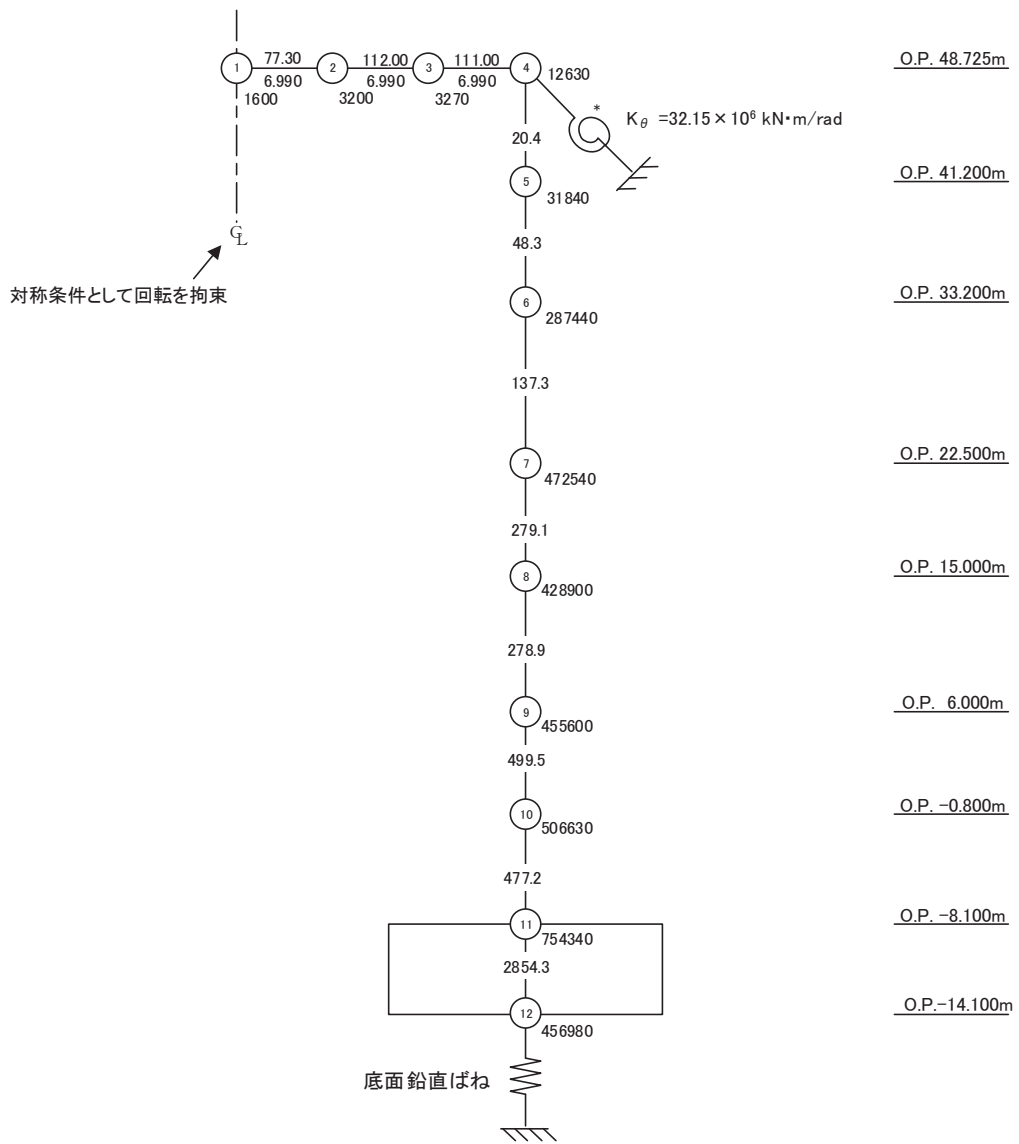 77.30 112.00 111.00
1 2 3 4 12630
6.990 6.990 6.990
1600 3200 3270
O.P. 48.725m
*
Kθ =32.15×10⁶ kN・m/rad
20.4
5
31840
O.P. 41.200m
C
L
対称条件として回転を拘束
48.3
6
287440
O.P. 33.200m
137.3
7
472540
O.P. 22.500m
279.1
8
428900
O.P. 15.000m
278.9
9
455600
O.P. 6.000m
499.5
10
506630
O.P. -0.800m
477.2
11
754340
O.P. -8.100m
2854.3
12
456980
O.P.-14.100m
底面鉛直ばね